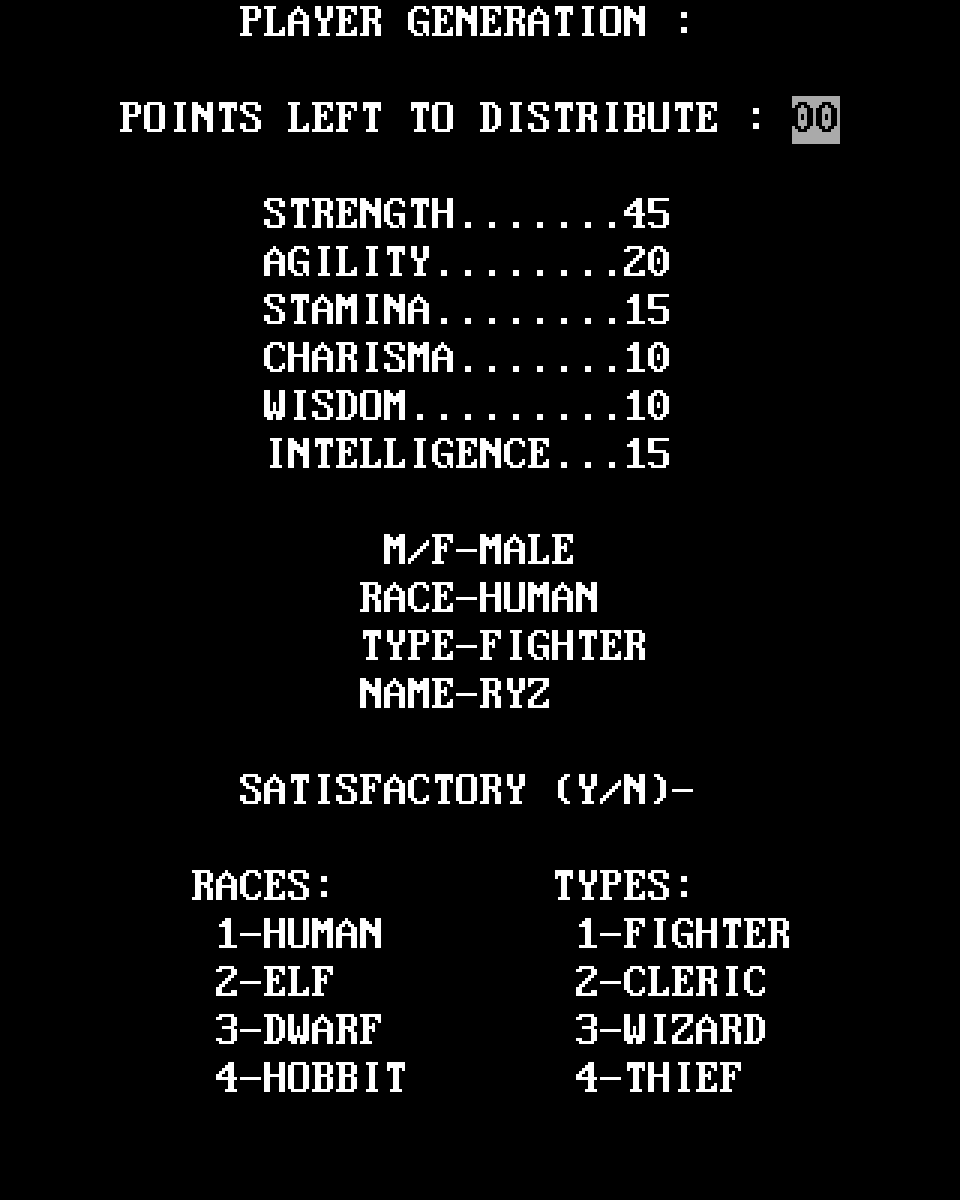 PLAYER GENERATION :
POINTS LEFT TO DISTRIBUTE : 00
STRENGTH.......45
AGILITY........20
STAMINA........15
CHARISMA.......10
WISDOM.........10
INTELLIGENCE...15
M/F-MALE
RACE-HUMAN
TYPE-FIGHTER
NAME-RYZ
SATISFACTORY (Y/N)-
RACES: TYPES:
1-HUMAN 1-FIGHTER
2-ELF 2-CLERIC
3-DWARF 3-WIZARD
4-HOBBIT 4-THIEF